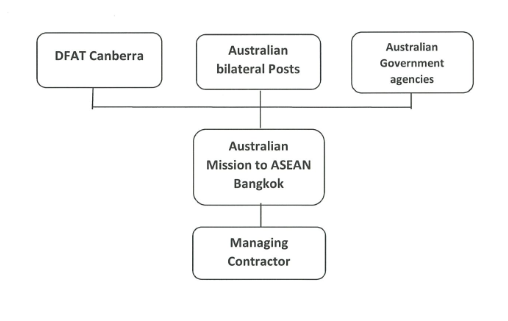 DFAT Canberra
Australian
bilateral Posts
Australian
Government
agencies
Australian
Mission to ASEAN
Bangkok
Managing
Contractor